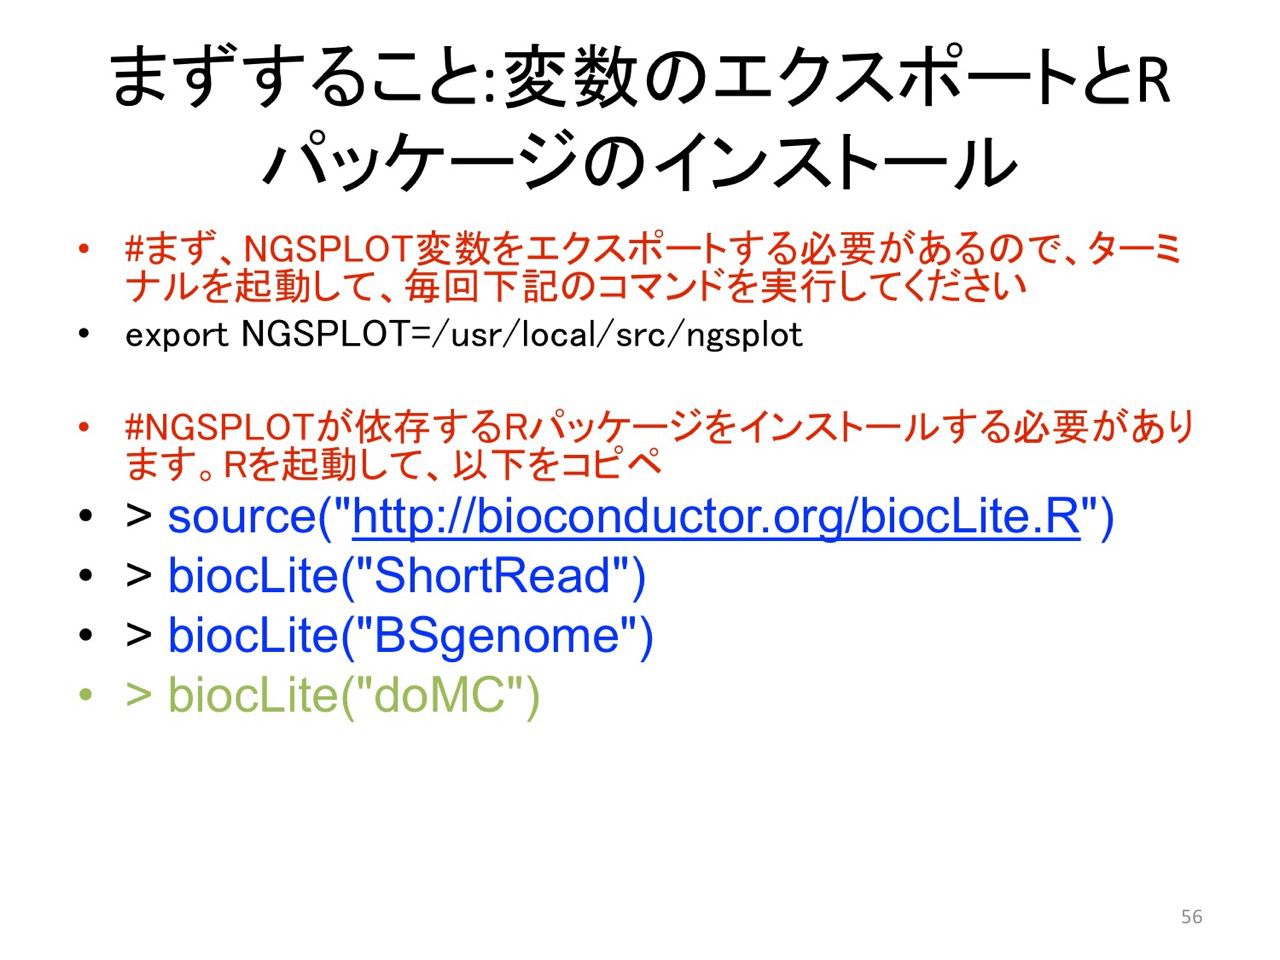 まずすること:変数のエクスポートとR
パッケージのインストール
• #まず、NGSPLOT変数をエクスポートする必要があるので、ターミ
ナルを起動して、毎回下記のコマンドを実行してください
• export NGSPLOT=/usr/local/src/ngsplot
• #NGSPLOTが依存するRパッケージをインストールする必要があり
ます。Rを起動して、以下をコピペ
• > source("http://bioconductor.org/biocLite.R")
• > biocLite("ShortRead")
• > biocLite("BSgenome")
• > biocLite("doMC")
56